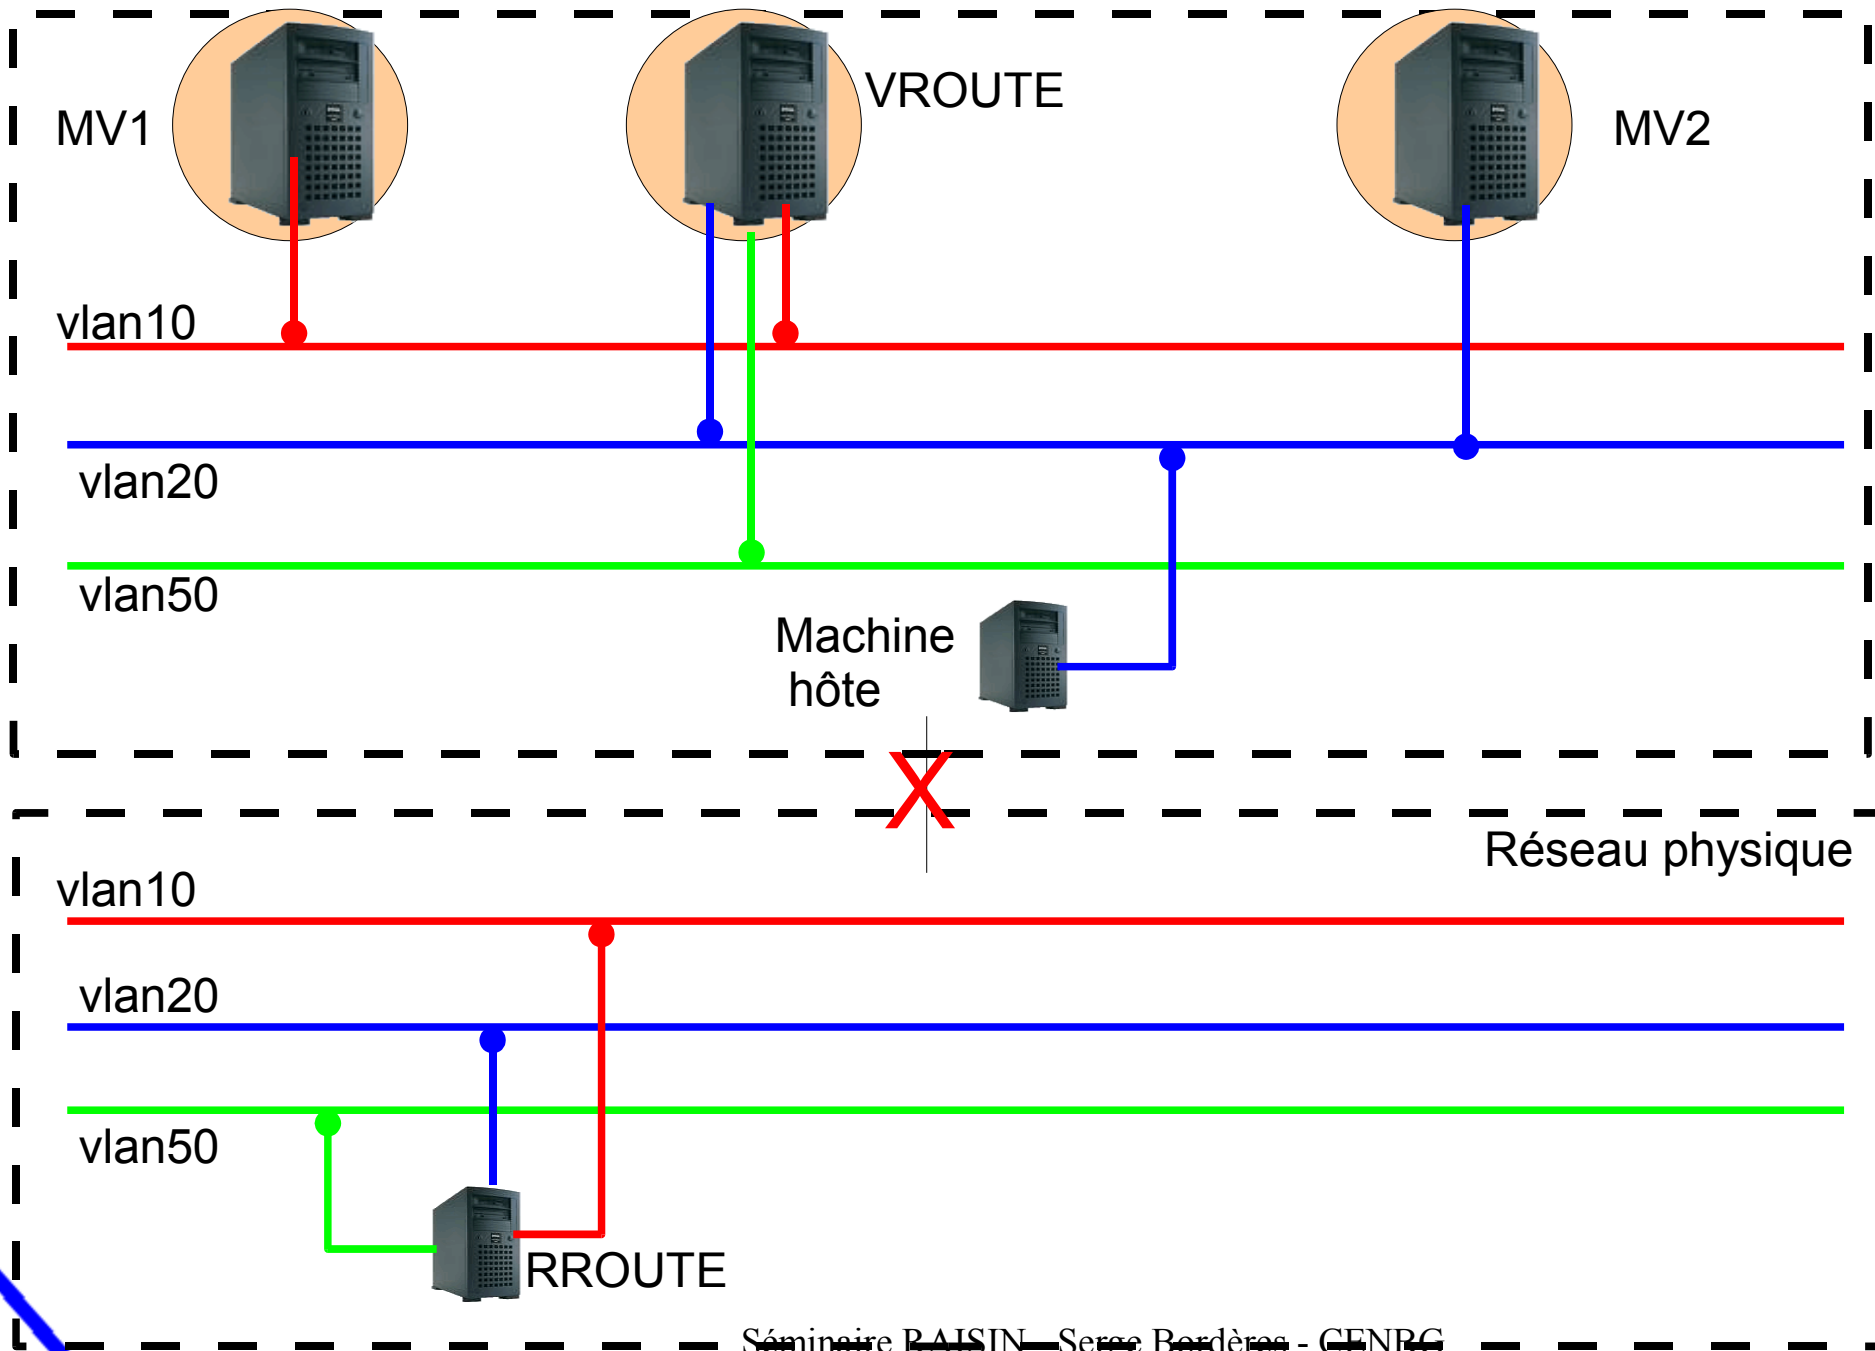 MV1
VROUTE
MV2
vlan10
vlan20
vlan50
Machine
hôte
X
Réseau physique
vlan10
vlan20
vlan50
RROUTE
Séminaire RAISIN - Serge Bordères - CENBG